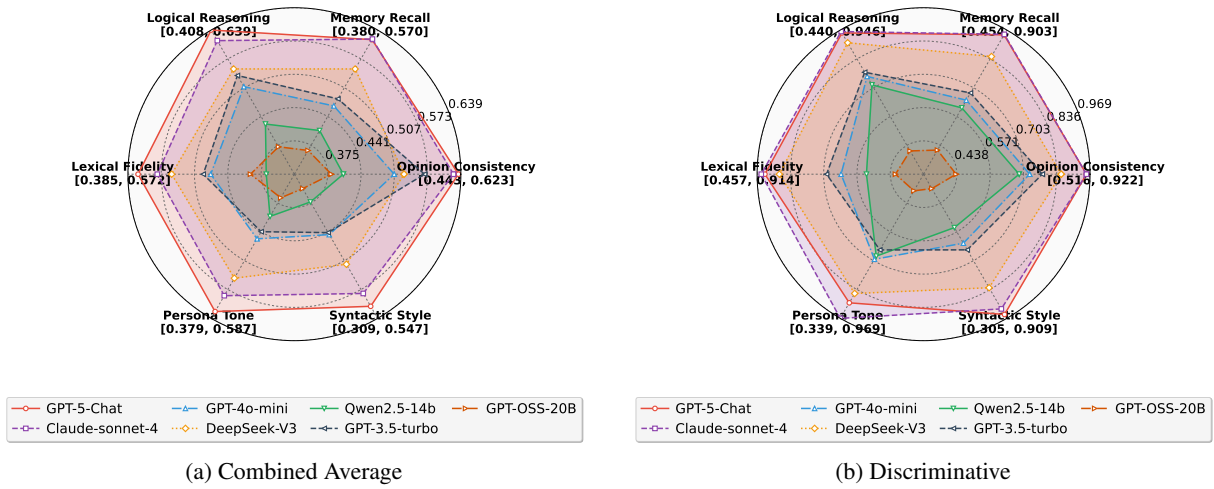 Logical Reasoning
[0.408, 0.639]
Memory Recall
[0.380, 0.570]
0.639
0.573
0.507
0.441
0.375
Lexical Fidelity
[0.385, 0.572]
Opinion Consistency
[0.443, 0.623]
Persona Tone
[0.379, 0.587]
Syntactic Style
[0.309, 0.547]
GPT-5-Chat
GPT-4o-mini
Qwen2.5-14b
GPT-OSS-20B
Claude-sonnet-4
DeepSeek-V3
GPT-3.5-turbo
(a) Combined Average
Logical Reasoning
[0.440, 0.946]
Memory Recall
[0.454, 0.903]
0.969
0.836
0.703
0.571
0.438
Lexical Fidelity
[0.457, 0.914]
Opinion Consistency
[0.516, 0.922]
Persona Tone
[0.339, 0.969]
Syntactic Style
[0.305, 0.909]
GPT-5-Chat
GPT-4o-mini
Qwen2.5-14b
GPT-OSS-20B
Claude-sonnet-4
DeepSeek-V3
GPT-3.5-turbo
(b) Discriminative